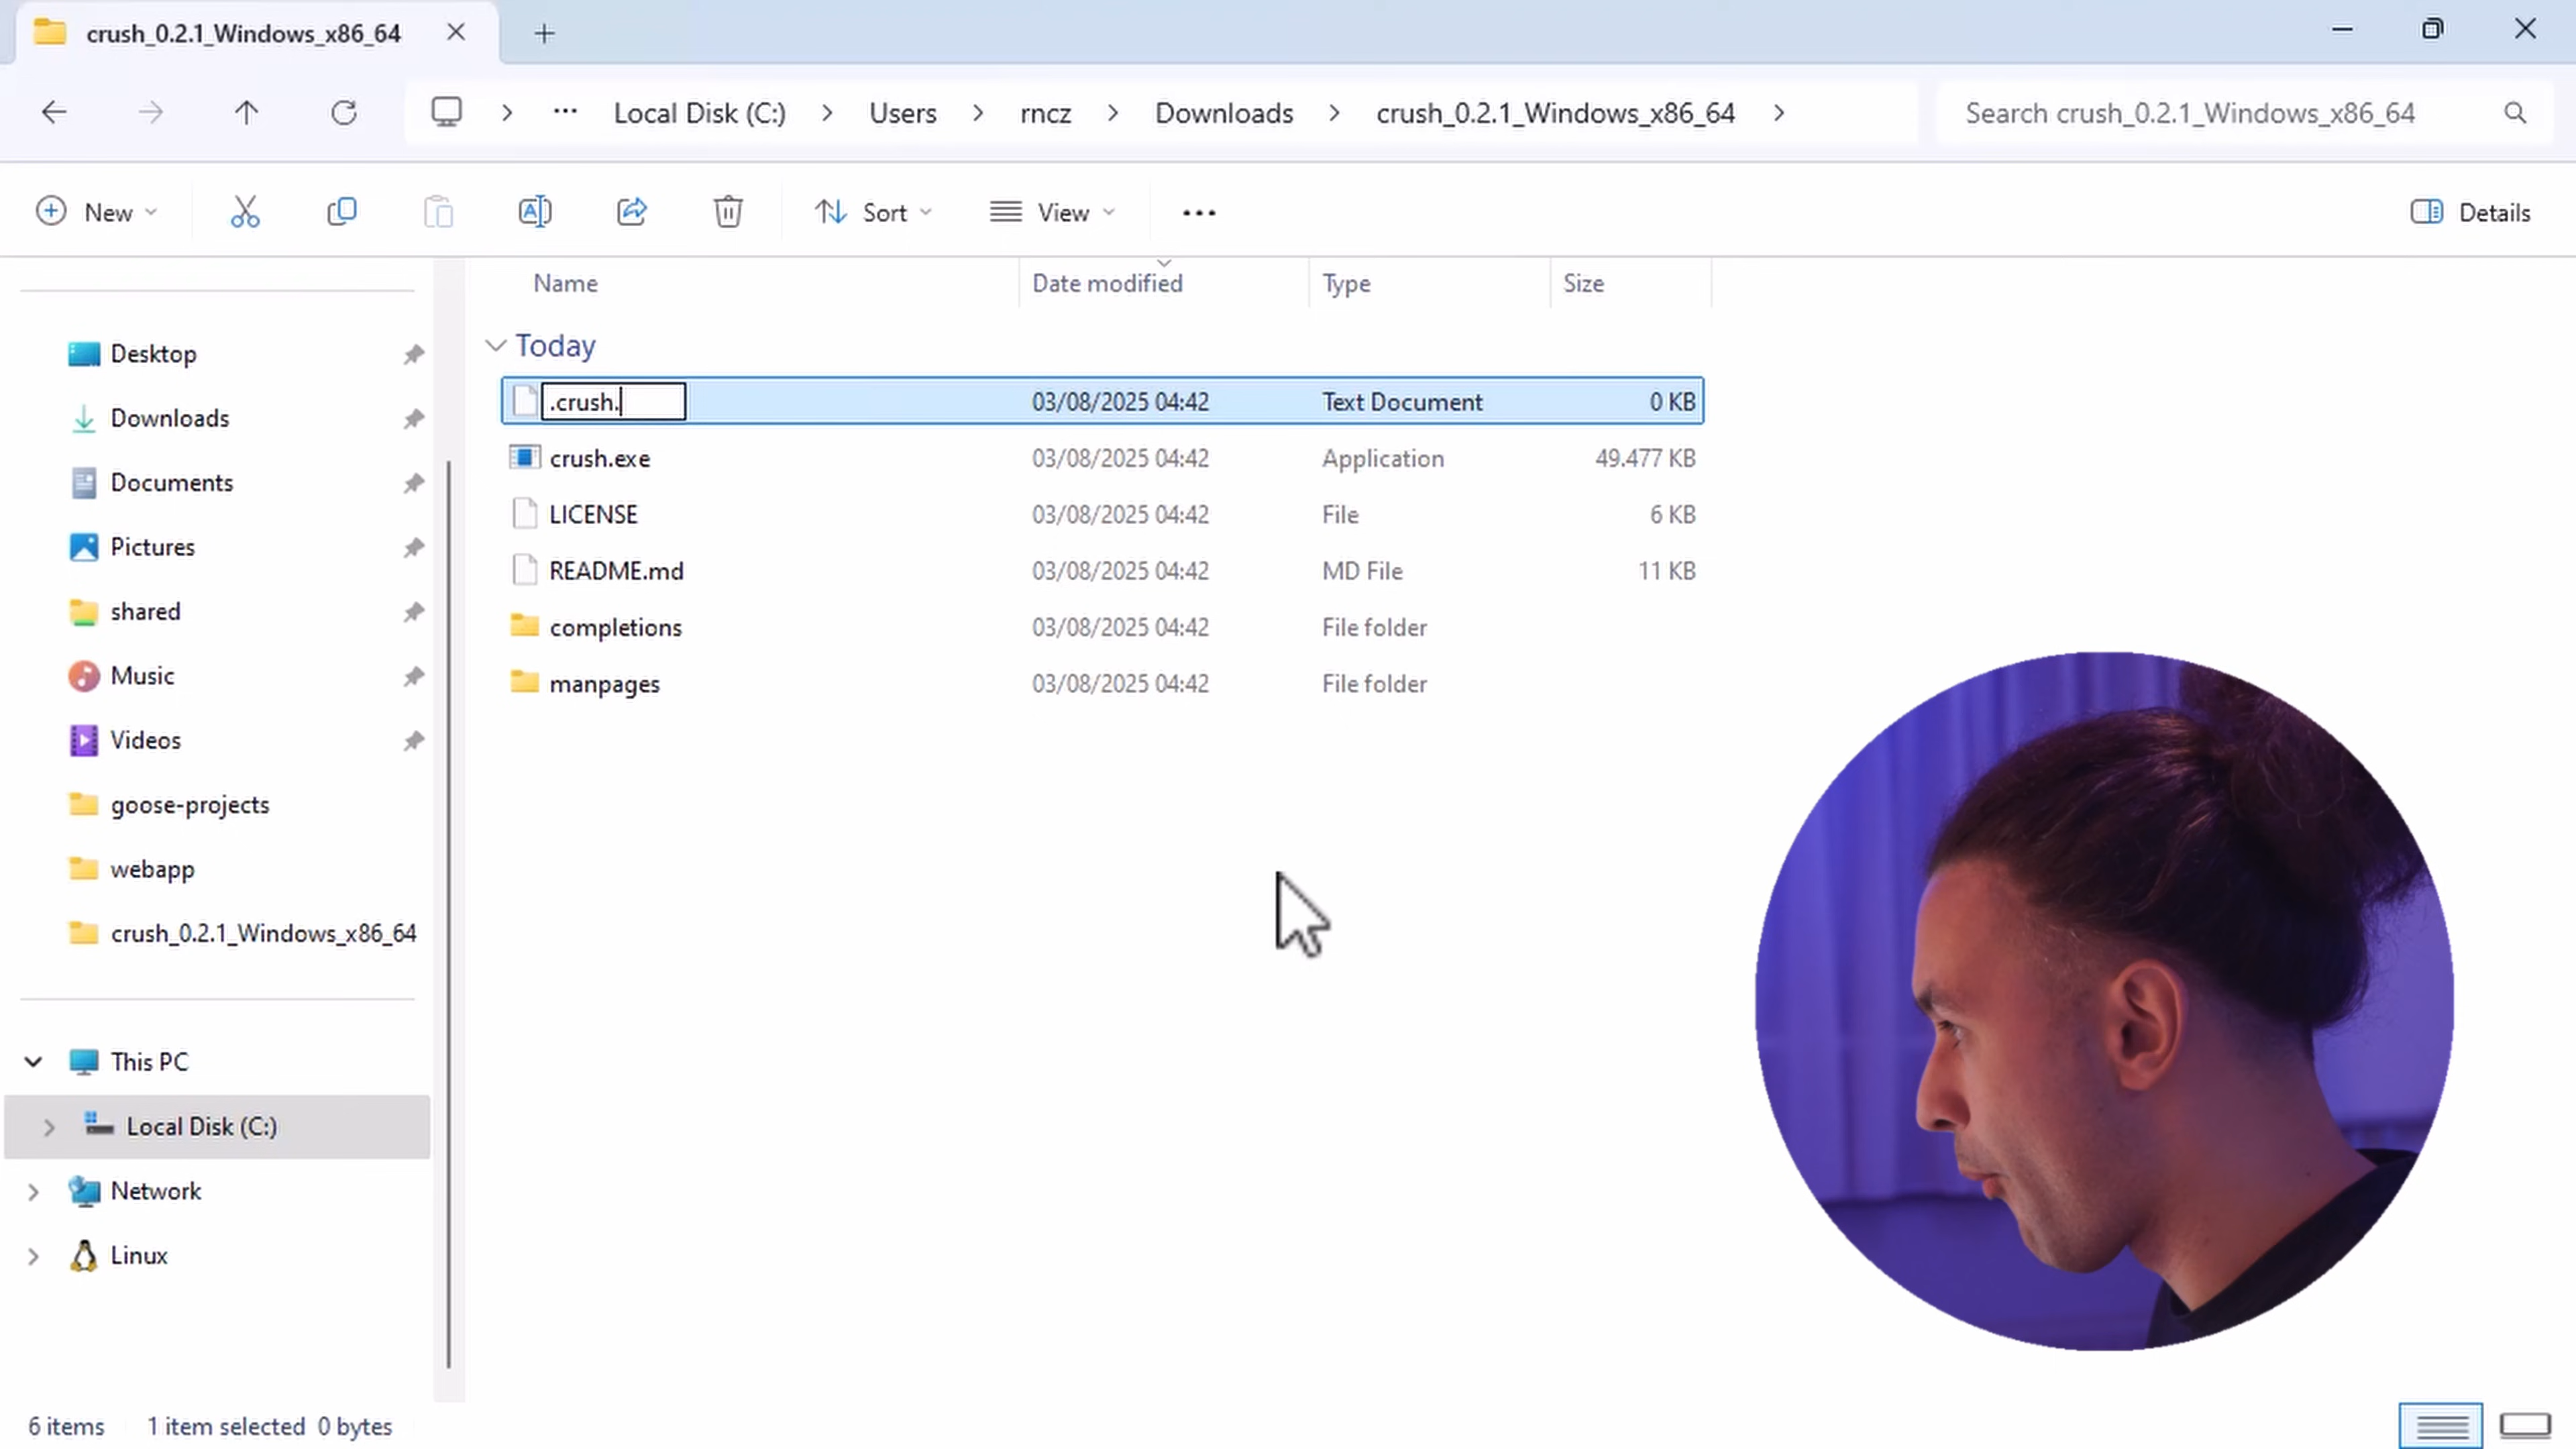 crush_0.2.1_Windows_x86_64
Local Disk (C:) Users rncz Downloads crush_0.2.1_Windows_x86_64
Search crush_0.2.1_Windows_x86_64
New Sort View Details
Name Date modified Type Size
Today
.crush. 03/08/2025 04:42 Text Document 0 KB
crush.exe 03/08/2025 04:42 Application 49.477 KB
LICENSE 03/08/2025 04:42 File 6 KB
README.md 03/08/2025 04:42 MD File 11 KB
completions 03/08/2025 04:42 File folder
manpages 03/08/2025 04:42 File folder
Desktop
Downloads
Documents
Pictures
shared
Music
Videos
goose-projects
webapp
crush_0.2.1_Windows_x86_64
This PC
Local Disk (C:)
Network
Linux
6 items 1 item selected 0 bytes